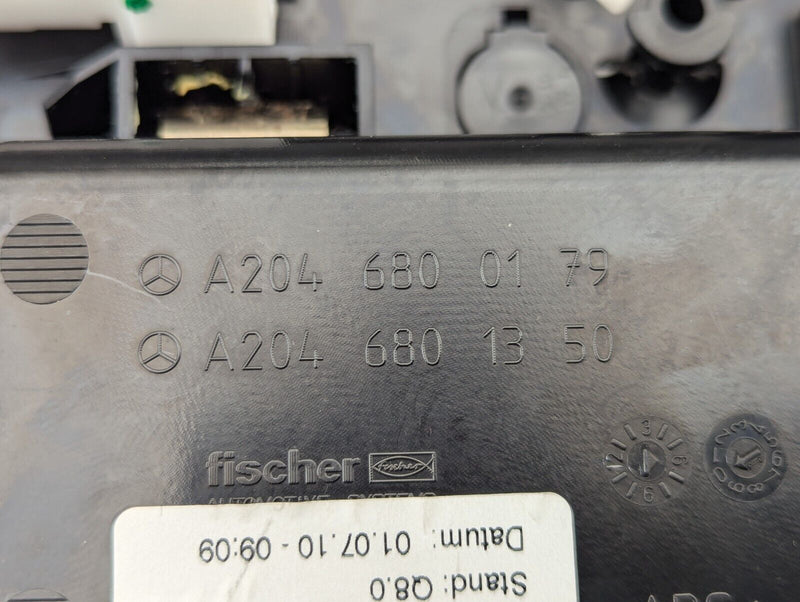 A204 680 01 79
A204 680 13 50
fischer fischer
AUTOMOTIVE SYSTEMS
Datum: 01.07.10 - 09:09
Stand: Q8.0